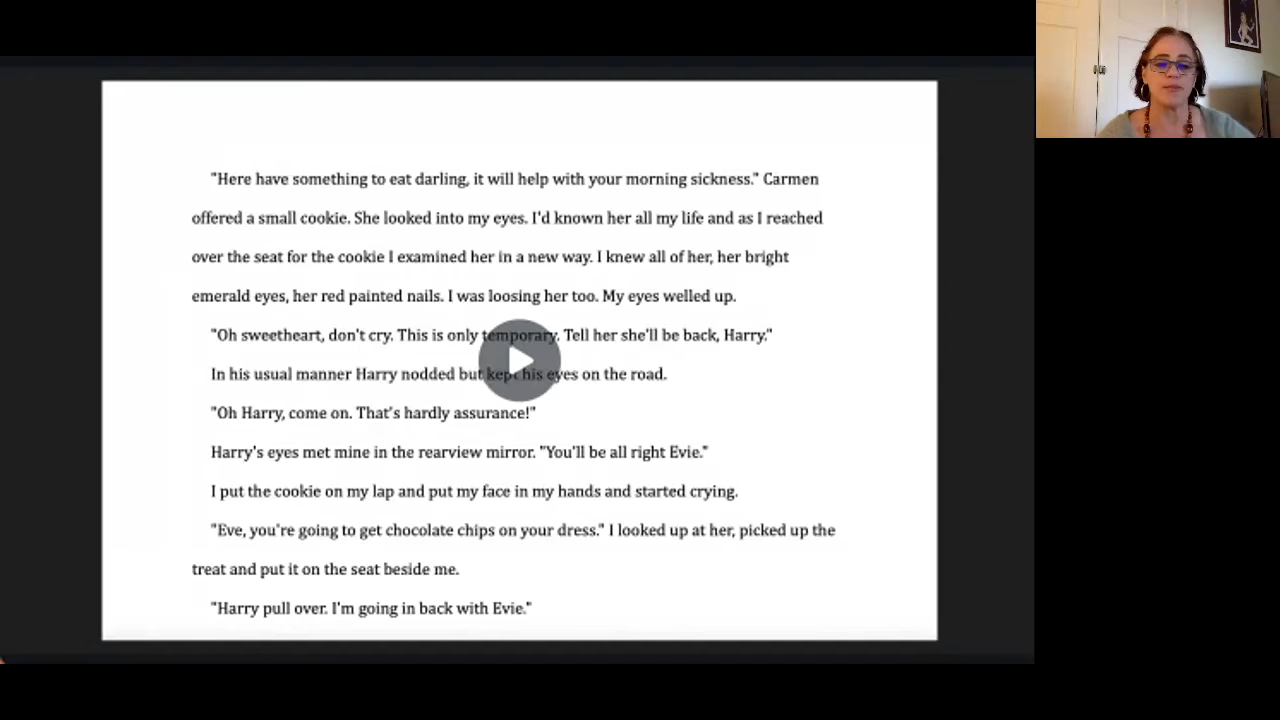 "Here have something to eat darling, it will help with your morning sickness." Carmen
offered a small cookie. She looked into my eyes. I'd known her all my life and as I reached
over the seat for the cookie I examined her in a new way. I knew all of her, her bright
emerald eyes, her red painted nails. I was loosing her too. My eyes welled up.
"Oh sweetheart, don't cry. This is only temporary. Tell her she'll be back, Harry."
In his usual manner Harry nodded but kept his eyes on the road.
"Oh Harry, come on. That's hardly assurance!"
Harry's eyes met mine in the rearview mirror. "You'll be all right Evie."
I put the cookie on my lap and put my face in my hands and started crying.
"Eve, you're going to get chocolate chips on your dress." I looked up at her, picked up the
treat and put it on the seat beside me.
"Harry pull over. I'm going in back with Evie."